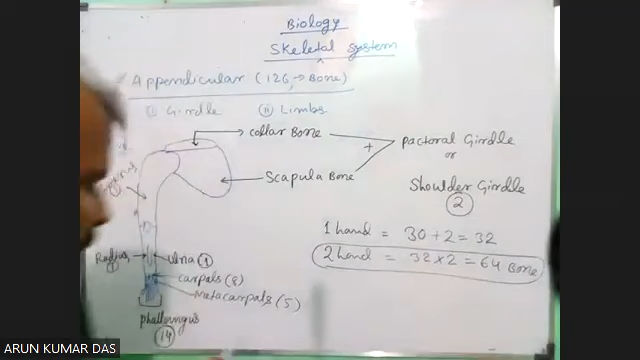 Biology
Skeletal system
Appendicular (126 → Bone)
(i) Girdle (ii) Limbs
collar Bone
+ Pactoral Girdle
or
Scapula Bone
Shoulder Girdle
2
1 hand = 30 + 2 = 32
2 hand = 32 × 2 = 64 Bone
Radius
ulna (1)
carpals (8)
Metacarpals (5)
Phallengus
14
ARUN KUMAR DAS